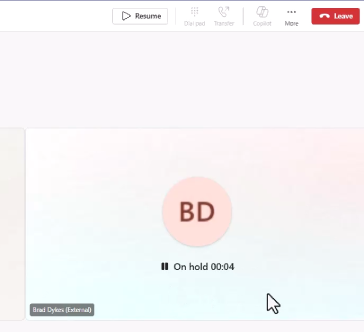 Resume
Dial pad
Transfer
Copilot
More
Leave
BD
On hold 00:04
Brad Dykes (External)